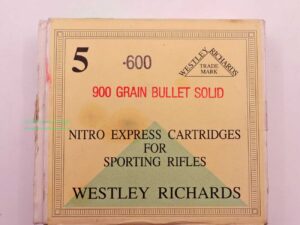 5 .600
WESTLEY RICHARDS
TRADE
MARK
900 GRAIN BULLET SOLID
NITRO EXPRESS CARTRIDGES
FOR
SPORTING RIFLES
WESTLEY RICHARDS